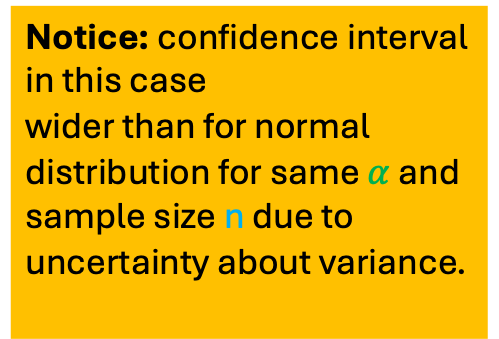 Notice: confidence interval
in this case
wider than for normal
distribution for same α and
sample size n due to
uncertainty about variance.